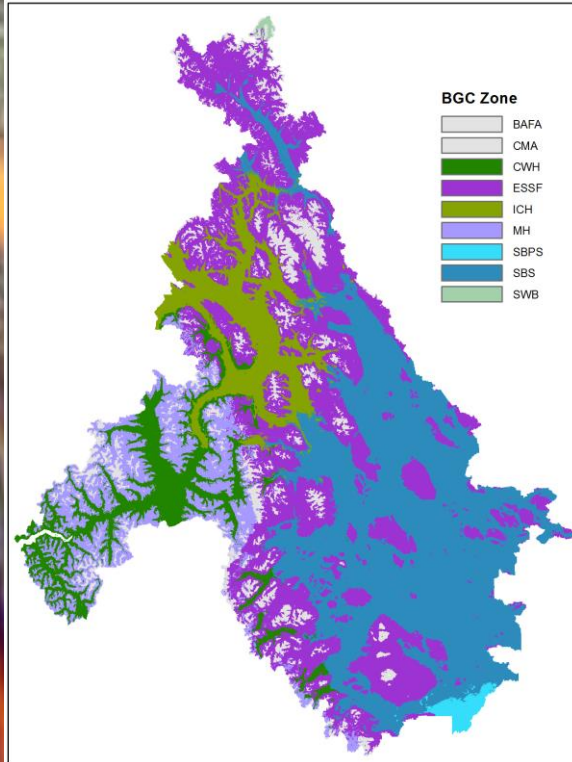 BGC Zone
BAFA
CMA
CWH
ESSF
ICH
MH
SBPS
SBS
SWB